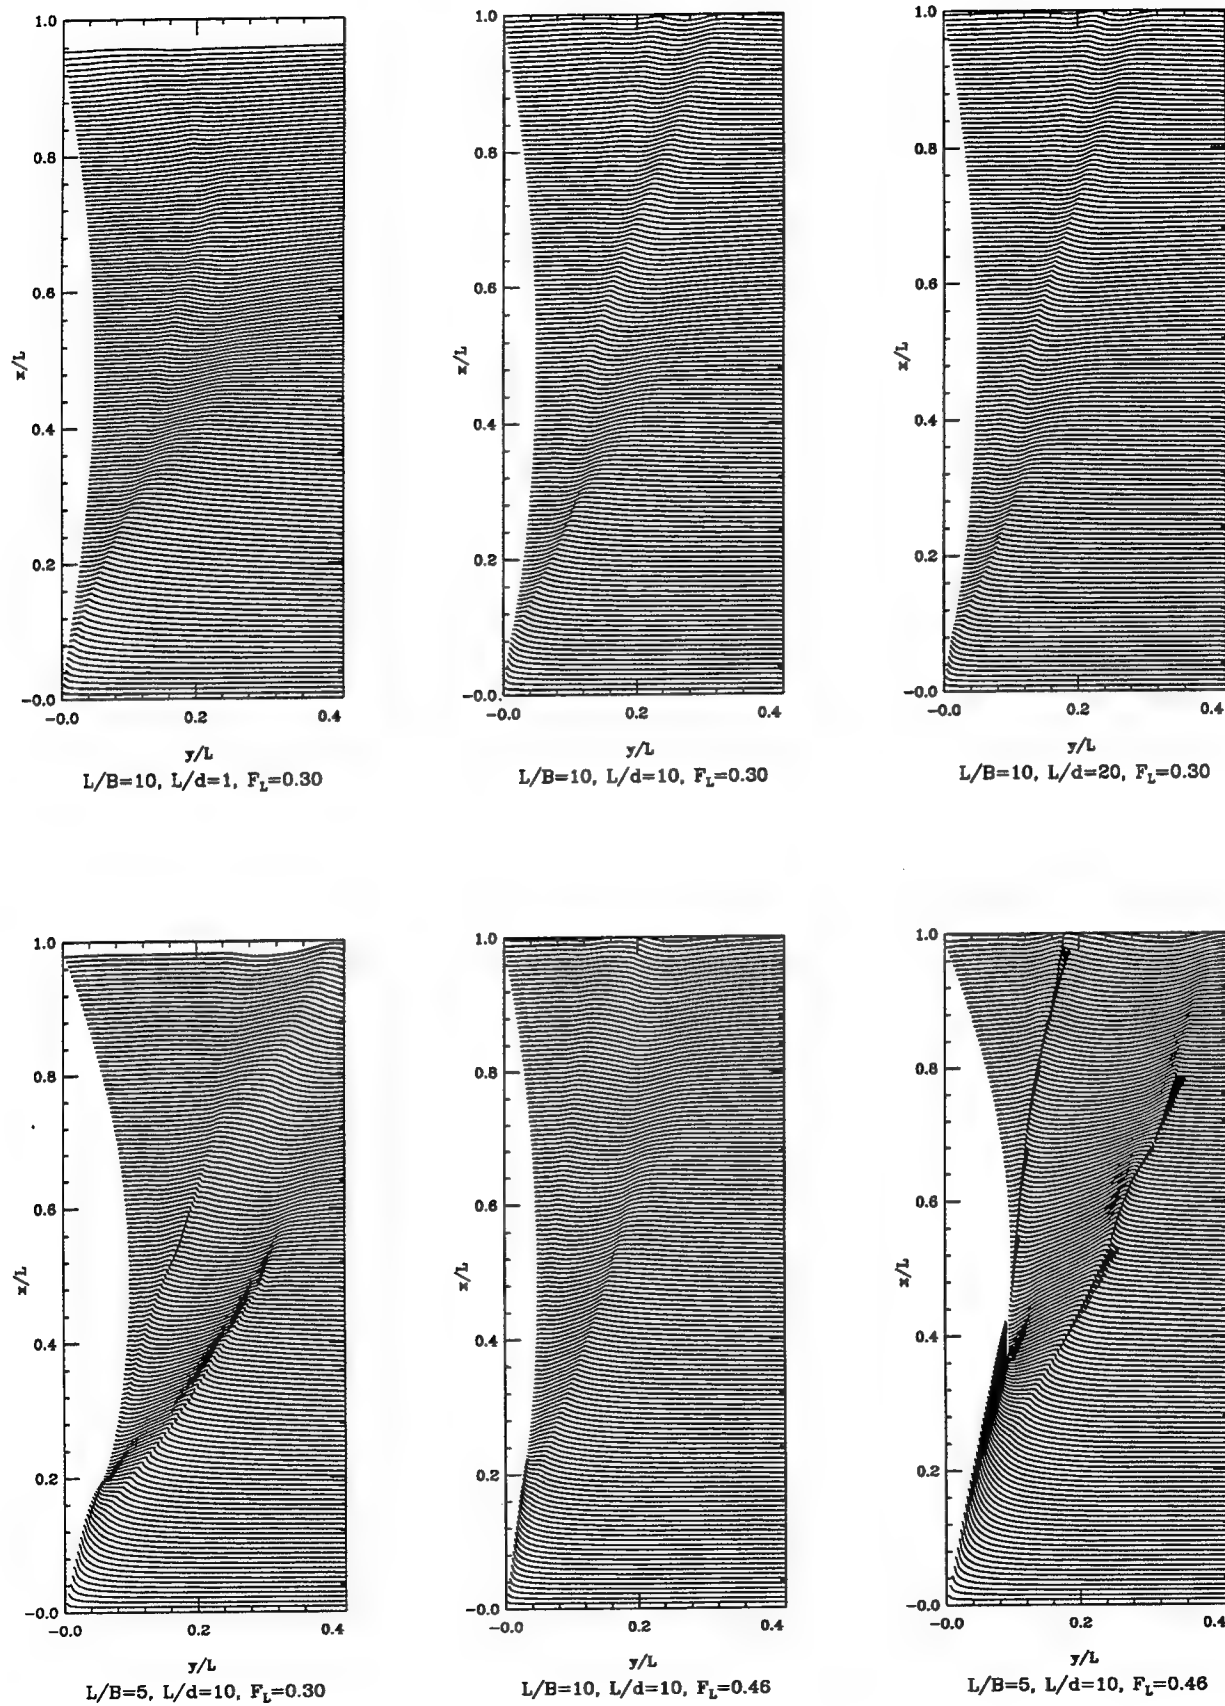 1.0
0.8
0.6
x/L
0.4
0.2
-0.0
-0.0 0.2 0.4
y/L
L/B=10, L/d=1, F_L=0.30
1.0
0.8
0.6
x/L
0.4
0.2
-0.0
-0.0 0.2 0.4
y/L
L/B=10, L/d=10, F_L=0.30
1.0
0.8
0.6
x/L
0.4
0.2
-0.0
-0.0 0.2 0.4
y/L
L/B=10, L/d=20, F_L=0.30
1.0
0.8
0.6
x/L
0.4
0.2
-0.0
-0.0 0.2 0.4
y/L
L/B=5, L/d=10, F_L=0.30
1.0
0.8
0.6
x/L
0.4
0.2
-0.0
-0.0 0.2 0.4
y/L
L/B=10, L/d=10, F_L=0.46
1.0
0.8
0.6
x/L
0.4
0.2
-0.0
-0.0 0.2 0.4
y/L
L/B=5, L/d=10, F_L=0.46